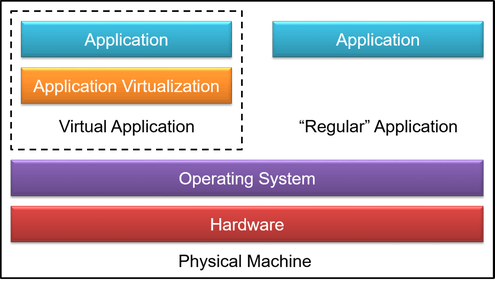 Application
Application Virtualization
Virtual Application
Application
“Regular” Application
Operating System
Hardware
Physical Machine